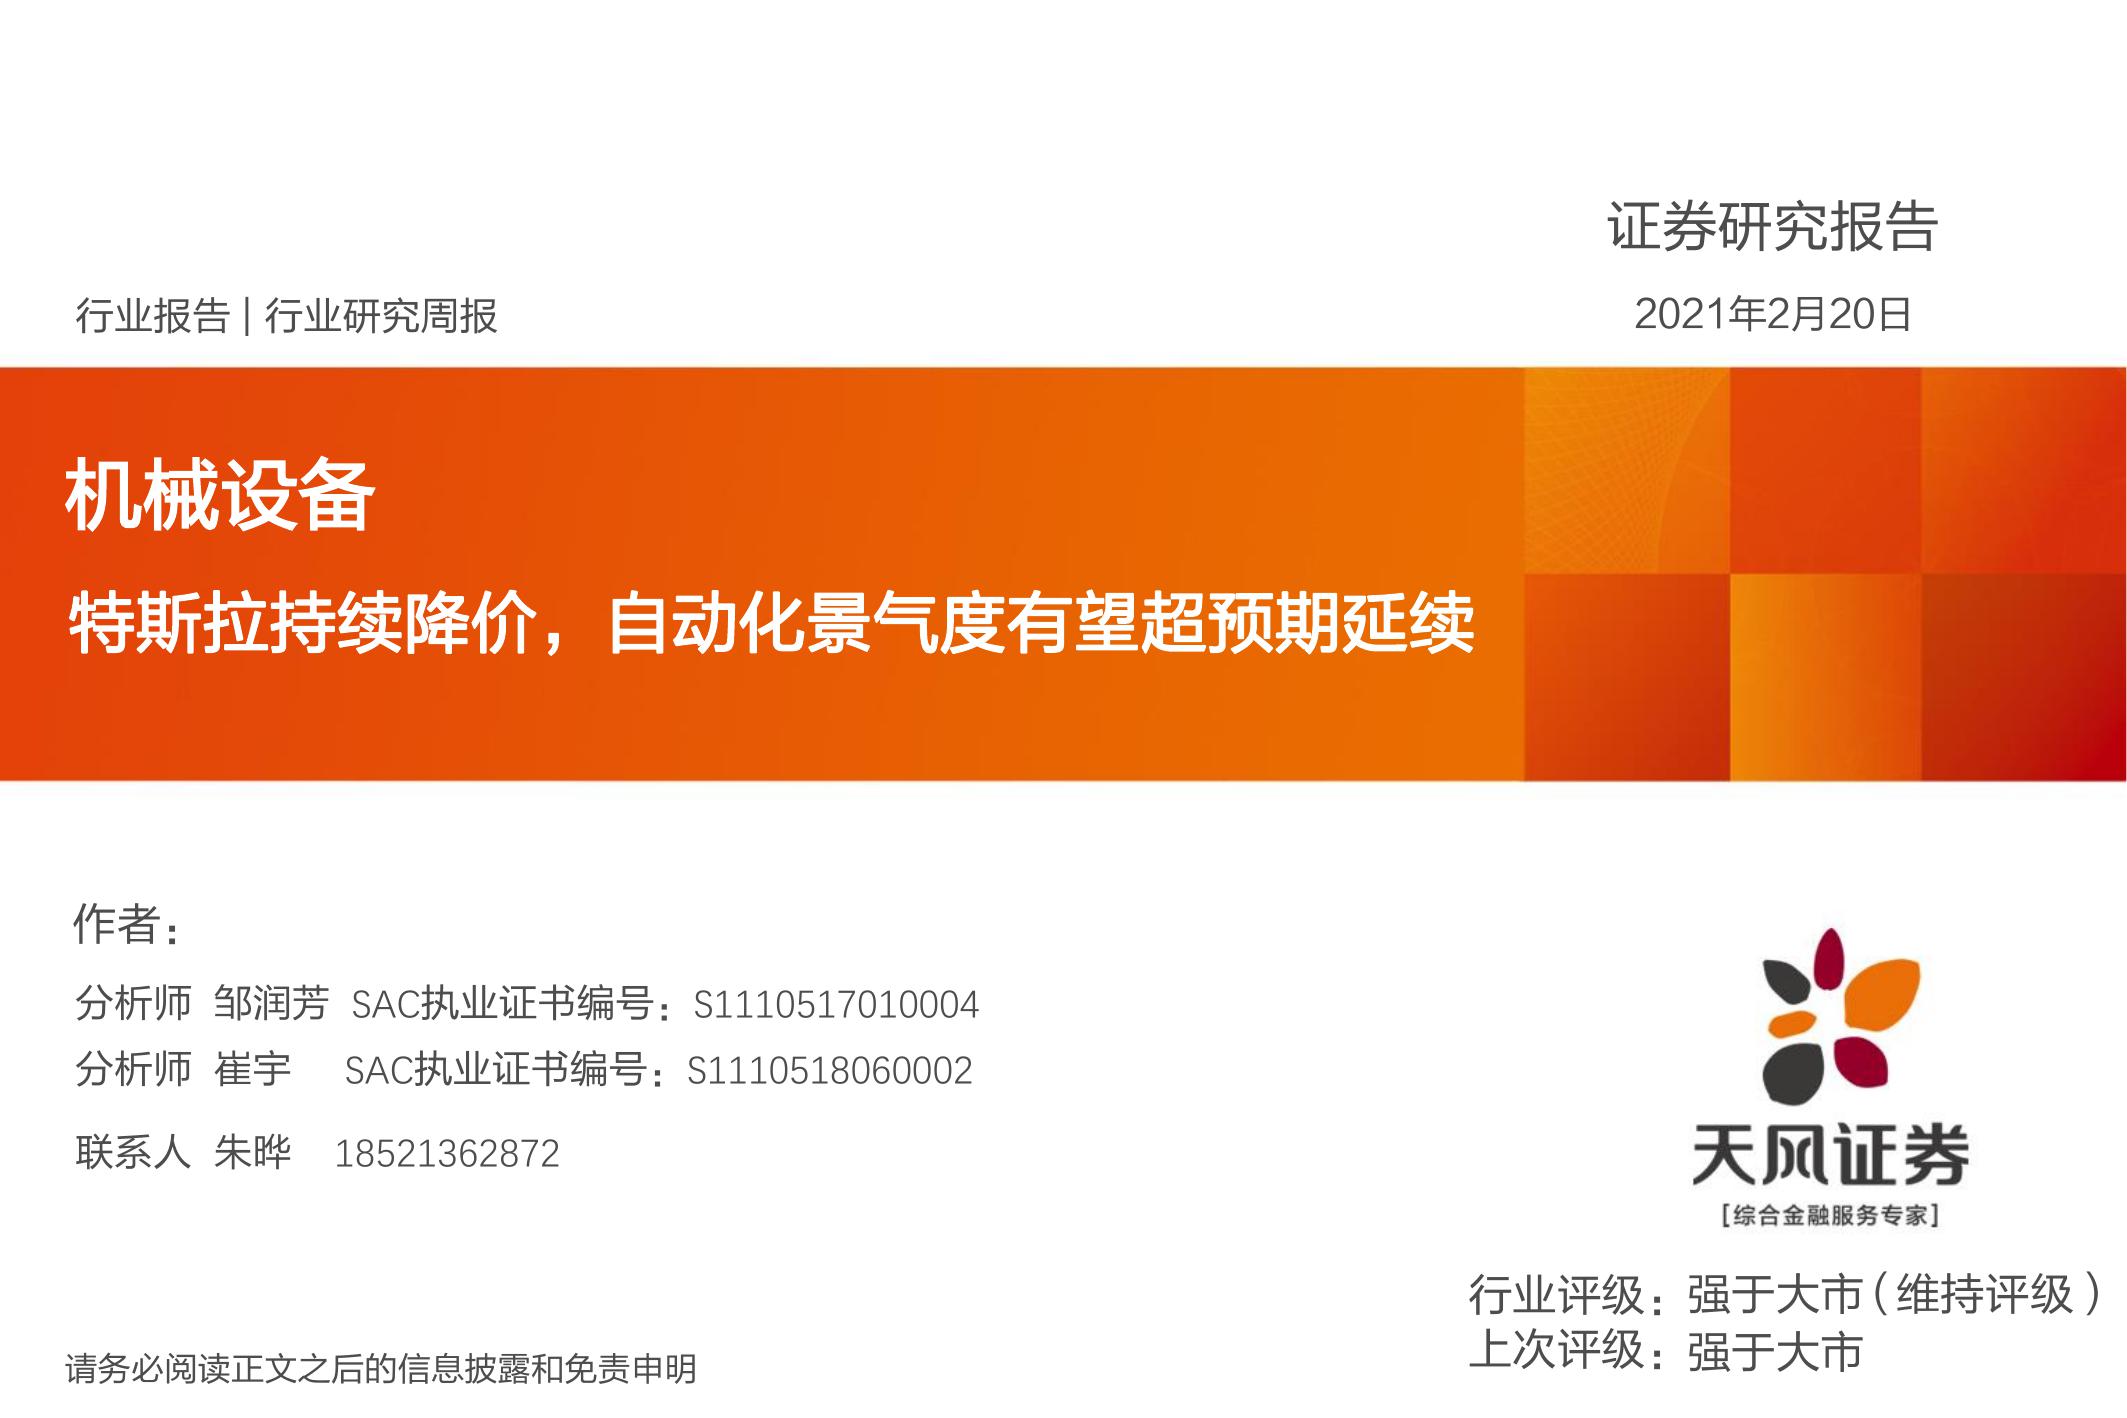 证券研究报告
行业报告 | 行业研究周报
2021年2月20日
机械设备
特斯拉持续降价，自动化景气度有望超预期延续
作者：
分析师 邹润芳 SAC执业证书编号：S1110517010004
分析师 崔宇 SAC执业证书编号：S1110518060002
联系人 朱晔 18521362872
天风证券
[综合金融服务专家]
行业评级：强于大市（维持评级）
上次评级：强于大市
请务必阅读正文之后的信息披露和免责申明